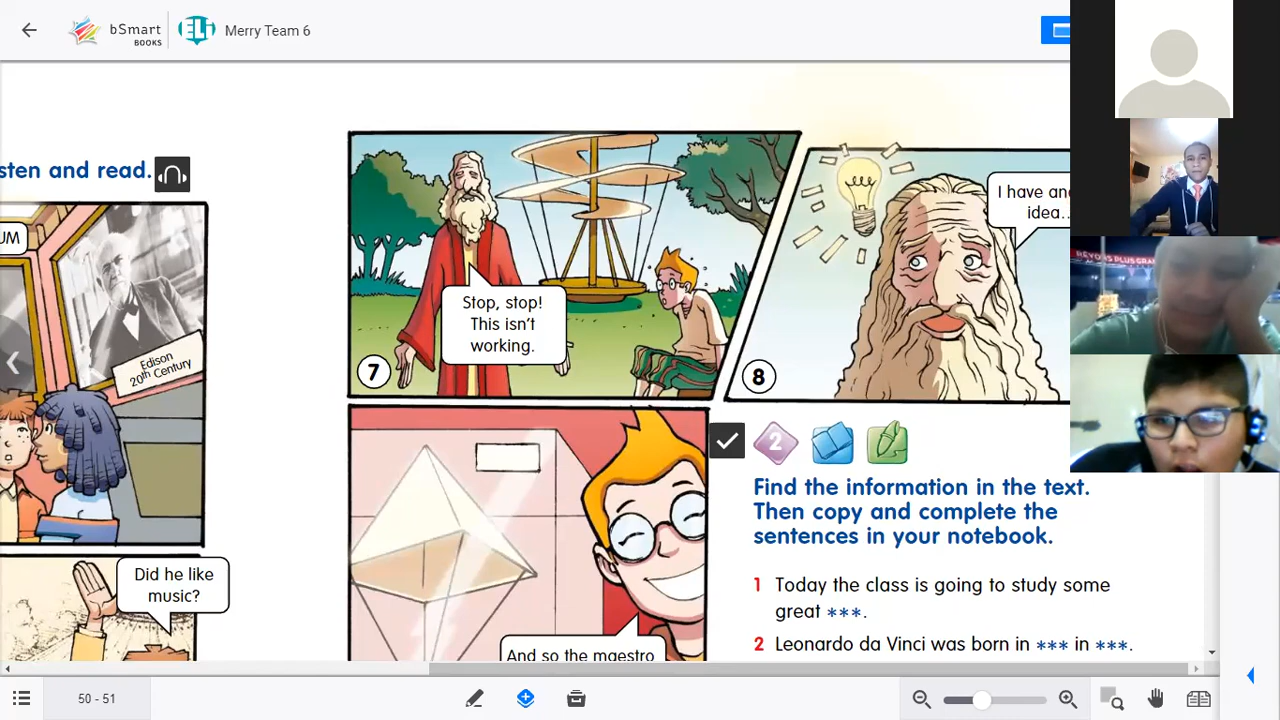 bSmart
BOOKS
ELi
Merry Team 6
sten and read.
UM
Edison
20th Century
Did he like
music?
Stop, stop!
This isn't
working.
7
I have
idea..
8
And so the maestro
2
Find the information in the text.
Then copy and complete the
sentences in your notebook.
1 Today the class is going to study some
great ***.
2 Leonardo da Vinci was born in *** in ***.
50 - 51